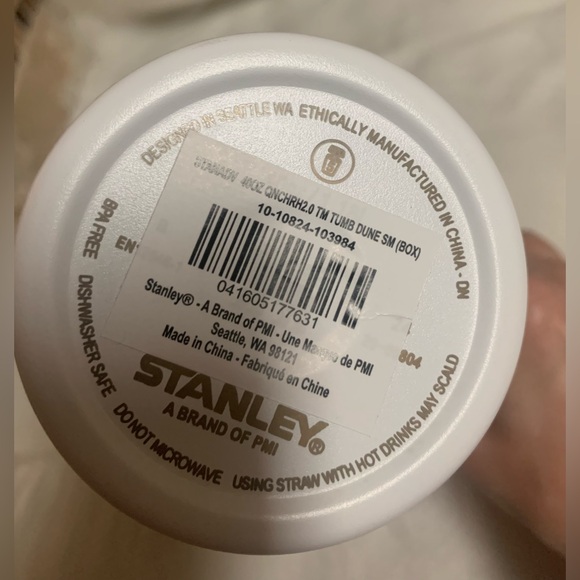 DESIGNED IN SEATTLE WA ETHICALLY MANUFACTURED IN CHINA - DN
STANADV 40OZ QNCHRH2.0 TM TUMB DUNE SM (BOX)
10-10824-103984
041605177631
Stanley® - A Brand of PMI - Une Marque de PMI
Seattle, WA 98121
Made in China - Fabriqué en Chine
EN
804
STANLEY®
A BRAND OF PMI
BPA FREE DISHWASHER SAFE DO NOT MICROWAVE USING STRAW WITH HOT DRINKS MAY SCALD